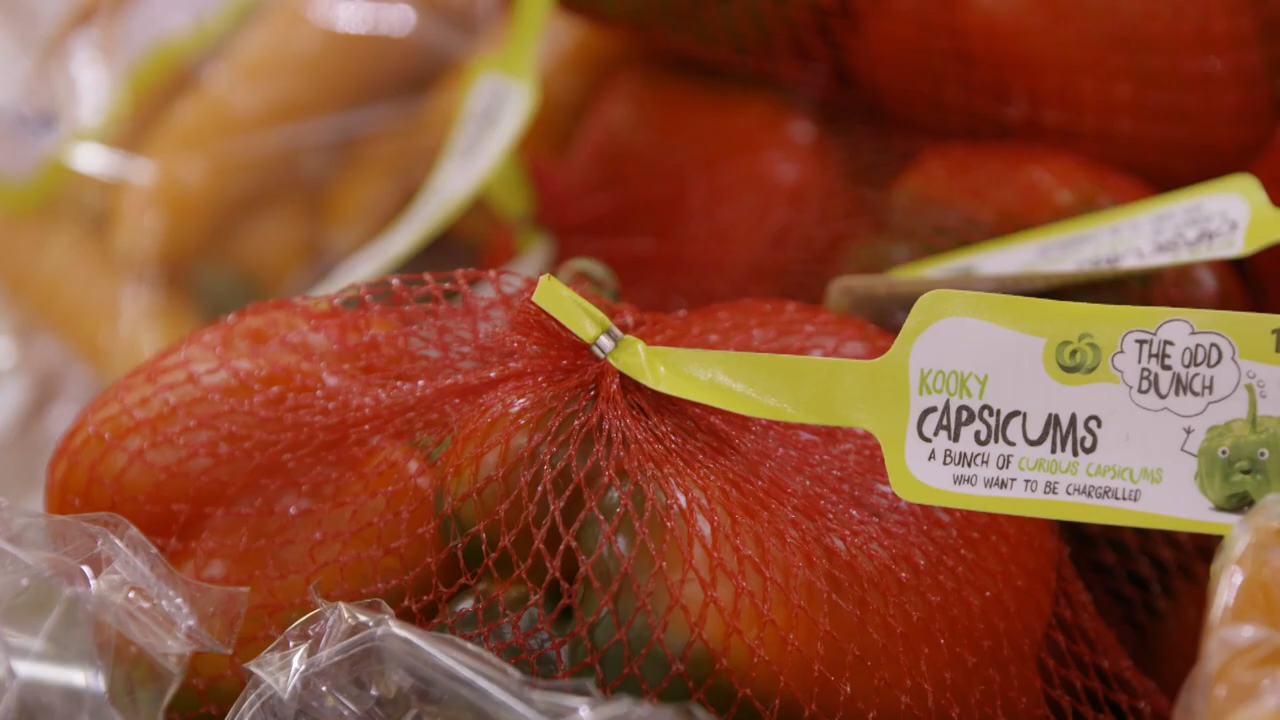 THE ODD
BUNCH
KOOKY
CAPSICUMS
A BUNCH OF CURIOUS CAPSICUMS
WHO WANT TO BE CHARGRILLED